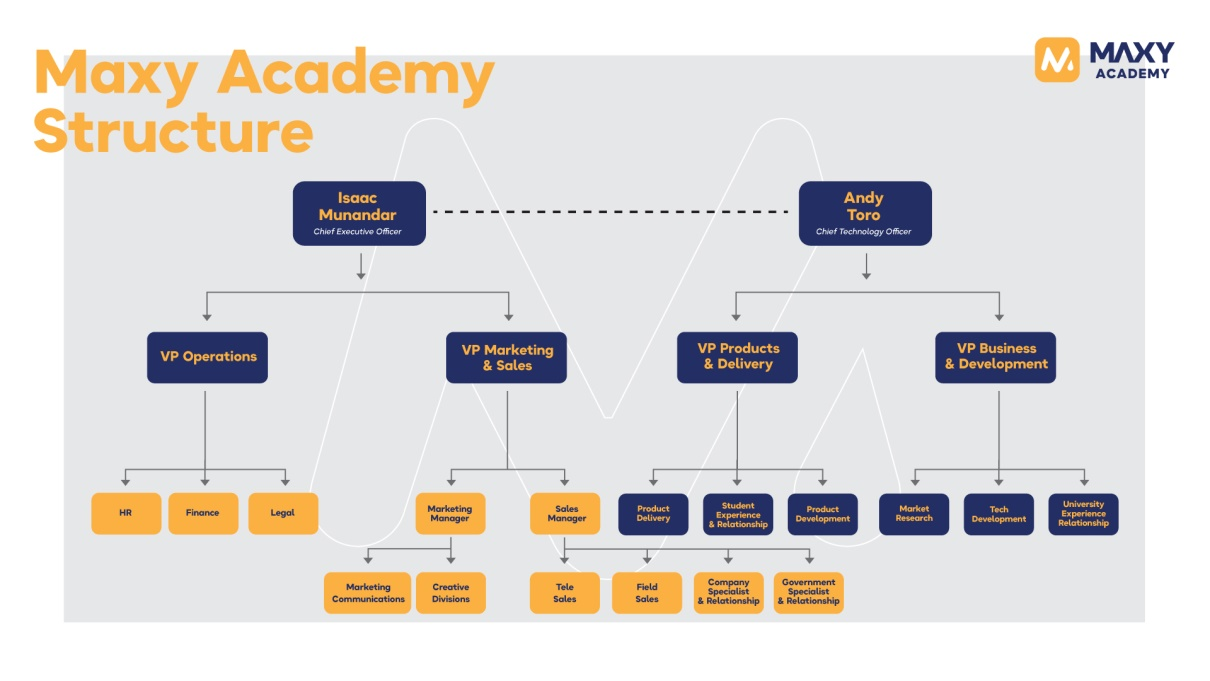 Maxy Academy
Structure
MAXY
ACADEMY
Isaac
Munandar
Chief Executive Officer
Andy
Toro
Chief Technology Officer
VP Operations
VP Marketing
& Sales
VP Products
& Delivery
VP Business
& Development
HR
Finance
Legal
Marketing
Manager
Sales
Manager
Product
Delivery
Student
Experience
& Relationship
Product
Development
Market
Research
Tech
Development
University
Experience
Relationship
Marketing
Communications
Creative
Divisions
Tele
Sales
Field
Sales
Company
Specialist
& Relationship
Government
Specialist
& Relationship